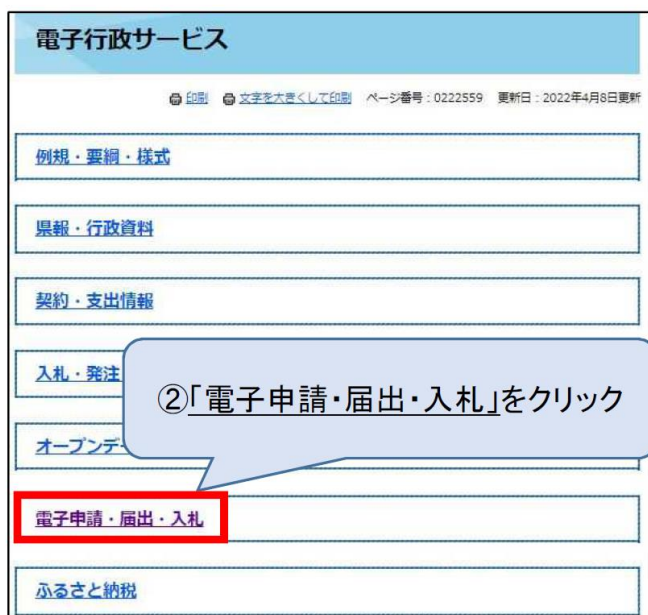 電子行政サービス
印刷 文字を大きくして印刷 ページ番号：0222559 更新日：2022年4月8日更新
例規・要綱・様式
県報・行政資料
契約・支出情報
入札・発注
②「電子申請・届出・入札」をクリック
オープンデー
電子申請・届出・入札
ふるさと納税